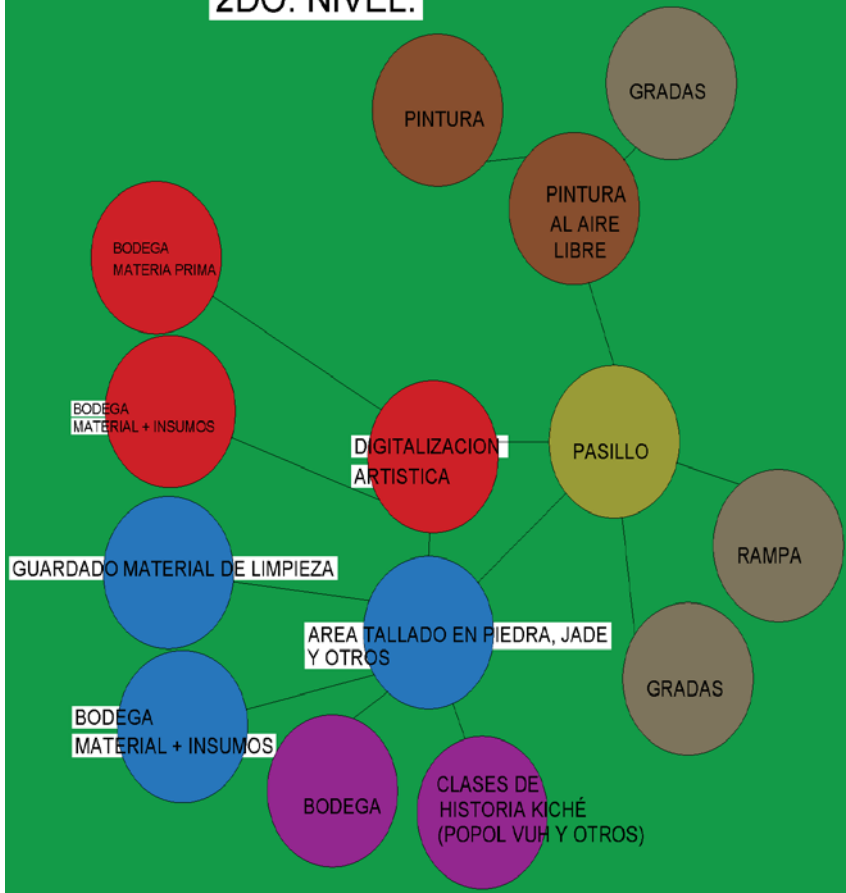 2DO. NIVEL.
PINTURA
GRADAS
PINTURA
AL AIRE
LIBRE
BODEGA
MATERIA PRIMA
BODEGA
MATERIAL + INSUMOS
DIGITALIZACION
ARTISTICA
PASILLO
GUARDADO MATERIAL DE LIMPIEZA
RAMPA
AREA TALLADO EN PIEDRA, JADE
Y OTROS
GRADAS
BODEGA
MATERIAL + INSUMOS
BODEGA
CLASES DE
HISTORIA KICHÉ
(POPOL VUH Y OTROS)